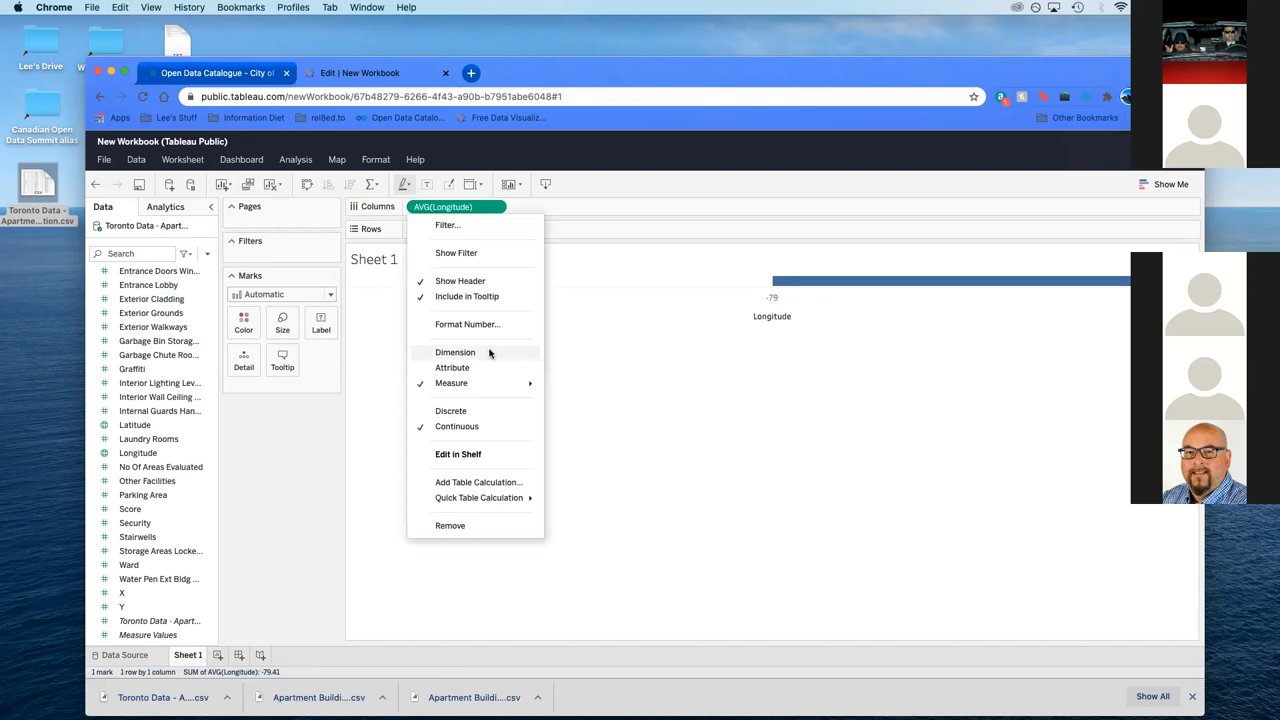 Chrome File Edit View History Bookmarks Profiles Tab Window Help
Lee's Drive
Canadian Open
Data Summit alias
Toronto Data -
Apartme...tion.csv
Open Data Catalogue - City of
Edit | New Workbook
public.tableau.com/newWorkbook/67b48279-6266-4f43-a90b-b7951abe6048#1
Apps Lee's Stuff Information Diet rel8ed.to Open Data Catalo... Free Data Visualiz... Other Bookmarks
New Workbook (Tableau Public)
File Data Worksheet Dashboard Analysis Map Format Help
Show Me
Data Analytics
Toronto Data - Apart...
Search
Entrance Doors Win...
Entrance Lobby
Exterior Cladding
Exterior Grounds
Exterior Walkways
Garbage Bin Storag...
Garbage Chute Roo...
Graffiti
Interior Lighting Lev...
Interior Wall Ceiling ...
Internal Guards Han...
Latitude
Laundry Rooms
Longitude
No Of Areas Evaluated
Other Facilities
Parking Area
Score
Security
Stairwells
Storage Areas Locke...
Ward
Water Pen Ext Bldg ...
X
Y
Toronto Data - Apart...
Measure Values
Pages
Filters
Marks
Automatic
Color Size Label
Detail Tooltip
Columns
AVG(Longitude)
Rows
Sheet 1
Filter...
Show Filter
Show Header
Include in Tooltip
Format Number...
Dimension
Attribute
Measure
Discrete
Continuous
Edit in Shelf
Add Table Calculation...
Quick Table Calculation
Remove
-79
Longitude
Data Source Sheet 1
1 mark 1 row by 1 column SUM of AVG(Longitude): -79.41
Toronto Data - A....csv Apartment Buildi....csv Apartment Buildi....csv Show All